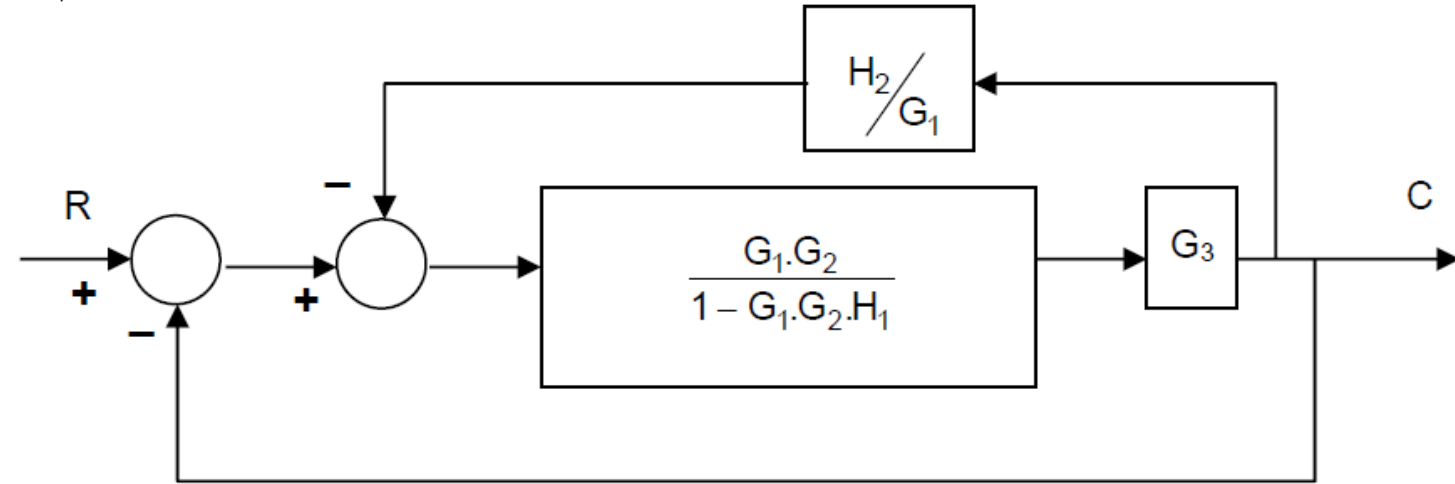 H₂/G₁
−
R
C
G₁.G₂
1 − G₁.G₂.H₁
G₃
+
+
−